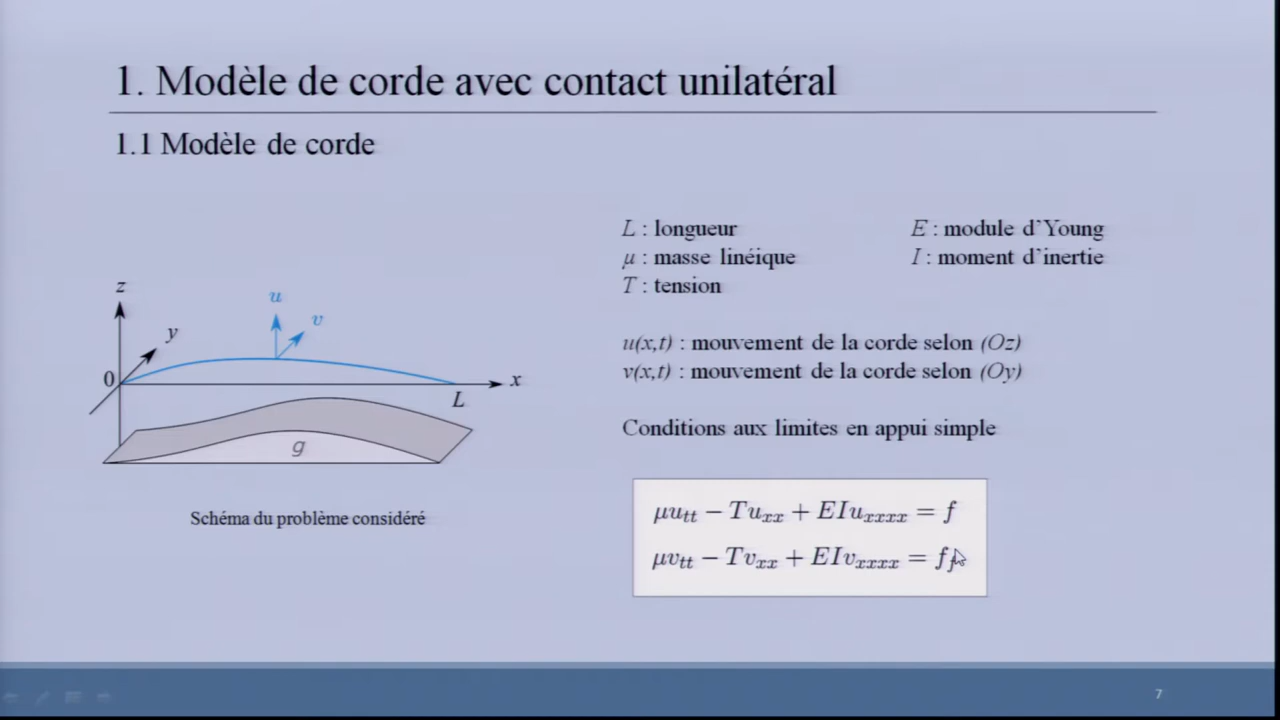 1. Modèle de corde avec contact unilatéral
1.1 Modèle de corde
L : longueur
μ : masse linéique
T : tension
E : module d'Young
I : moment d'inertie
u(x,t) : mouvement de la corde selon (Oz)
v(x,t) : mouvement de la corde selon (Oy)
Conditions aux limites en appui simple
μu_tt − Tu_xx + EIu_xxxx = f
μv_tt − Tv_xx + EIv_xxxx = f
z
u
v
y
0
x
L
g
Schéma du problème considéré
7